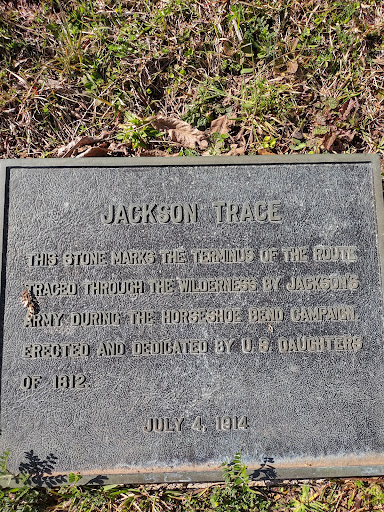 JACKSON TRACE
THIS STONE MARKS THE TERMINUS OF THE ROUTE
TRACED THROUGH THE WILDERNESS BY JACKSON'S
ARMY DURING THE HORSESHOE BEND CAMPAIGN.
ERECTED AND DEDICATED BY U. S. DAUGHTERS
OF 1812.
JULY 4, 1914